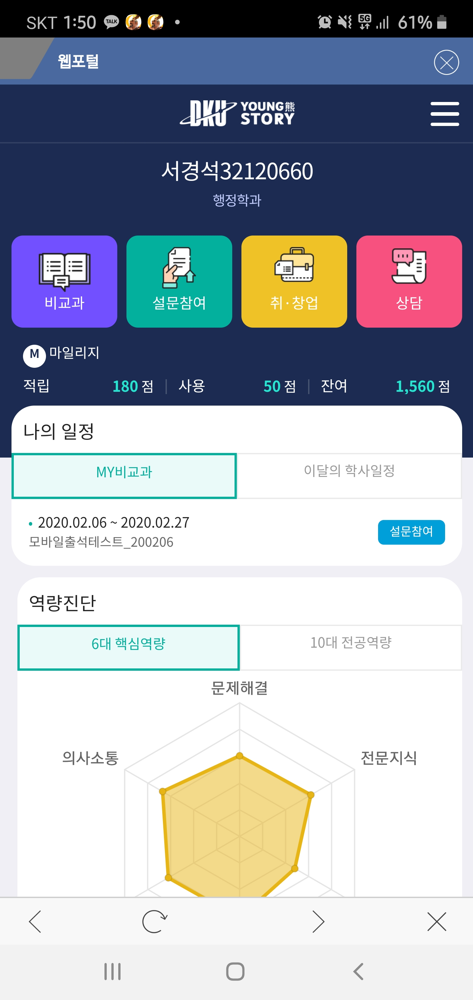 SKT 1:50 TALK 5G 61%
웹포털
DKU YOUNG熊 STORY
서경석32120660
행정학과
비교과 설문참여 취·창업 상담
M 마일리지
적립 180 점 사용 50 점 잔여 1,560 점
나의 일정
MY비교과 이달의 학사일정
2020.02.06 ~ 2020.02.27
모바일출석테스트_200206
설문참여
역량진단
6대 핵심역량 10대 전공역량
문제해결
의사소통 전문지식